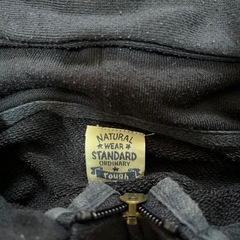 NATURAL
★ WEAR ★
STANDARD
ORDINARY
★ Tough ★